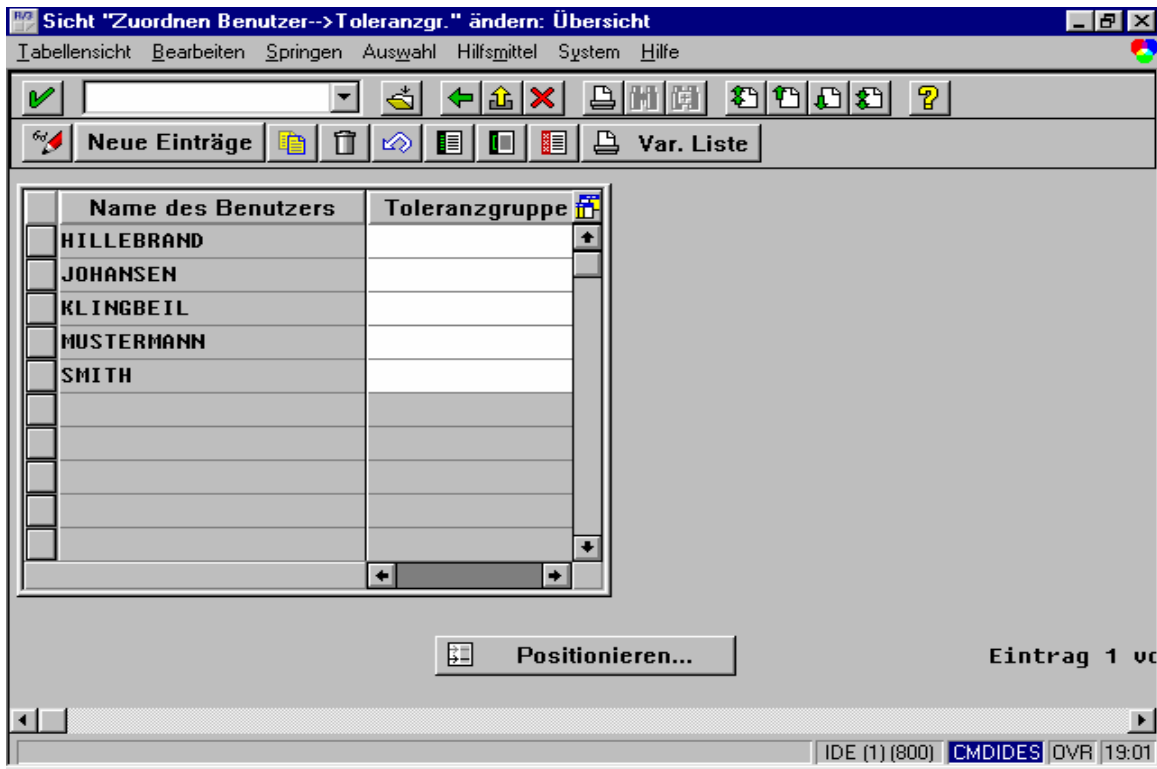 Sicht "Zuordnen Benutzer-->Toleranzgr." ändern: Übersicht
Tabellensicht Bearbeiten Springen Auswahl Hilfsmittel System Hilfe
Neue Einträge Var. Liste
Name des Benutzers Toleranzgruppe
HILLEBRAND
JOHANSEN
KLINGBEIL
MUSTERMANN
SMITH
Positionieren... Eintrag 1
IDE (1) (800) CMDIDES OVR 19:01